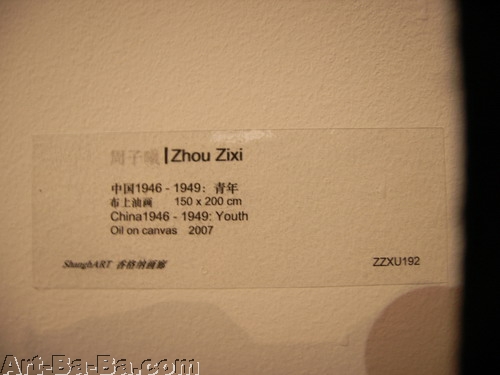 周子曦 Zhou Zixi
中国1946 - 1949: 青年
布上油画 150 x 200 cm
China1946 - 1949: Youth
Oil on canvas 2007
ShanghART 香格纳画廊 ZZXU192
Art-Ba-Ba.com